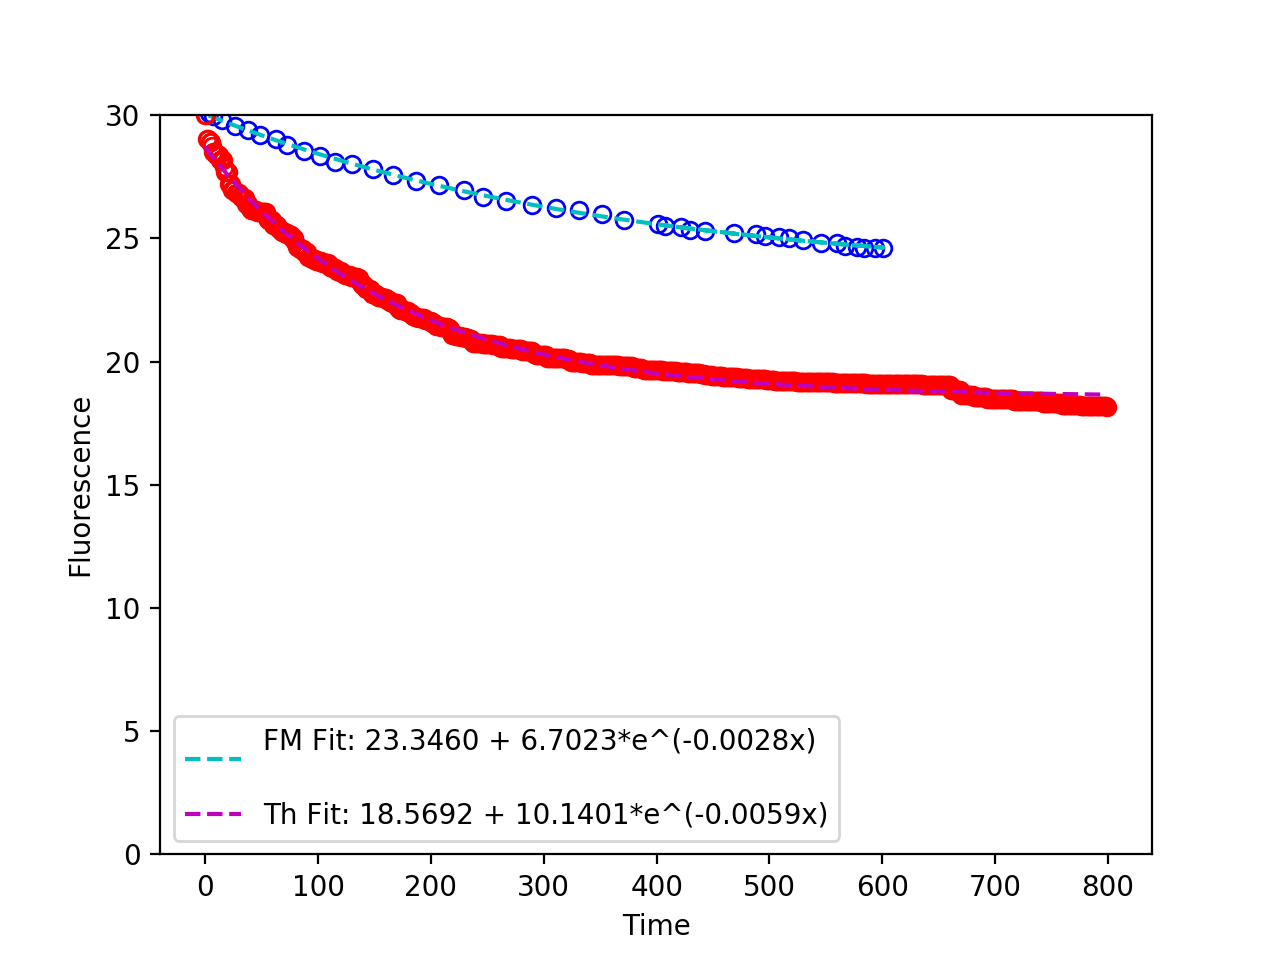 30
25
20
15
10
5
0
Fluorescence
FM Fit: 23.3460 + 6.7023*e^(-0.0028x)
Th Fit: 18.5692 + 10.1401*e^(-0.0059x)
0 100 200 300 400 500 600 700 800
Time